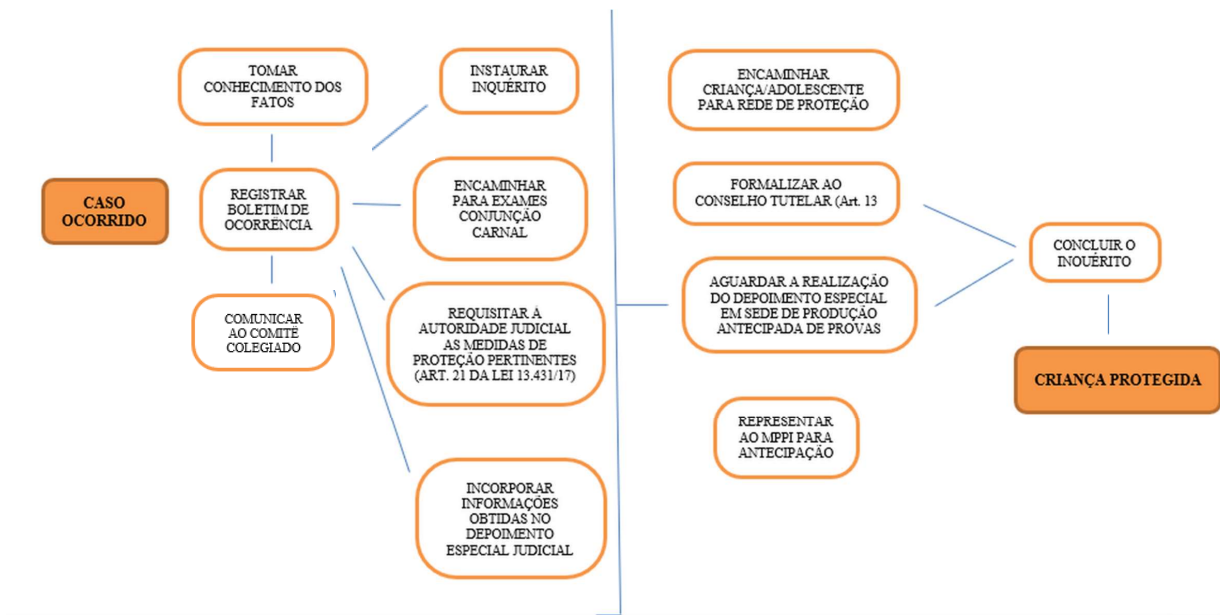 CASO
OCORRIDO
TOMAR
CONHECIMENTO DOS
FATOS
REGISTRAR
BOLETIM DE
OCORRÊNCIA
COMUNICAR
AO COMITÊ
COLEGIADO
INSTAURAR
INQUÉRITO
ENCAMINHAR
PARA EXAMES
CONJUNÇÃO
CARNAL
REQUISITAR À
AUTORIDADE JUDICIAL
AS MEDIDAS DE
PROTEÇÃO PERTINENTES
(ART. 21 DA LEI 13.431/17)
INCORPORAR
INFORMAÇÕES
OBTIDAS NO
DEPOIMENTO
ESPECIAL JUDICIAL
ENCAMINHAR
CRIANÇA/ADOLESCENTE
PARA REDE DE PROTEÇÃO
FORMALIZAR AO
CONSELHO TUTELAR (Art. 13
AGUARDAR A REALIZAÇÃO
DO DEPOIMENTO ESPECIAL
EM SEDE DE PRODUÇÃO
ANTECIPADA DE PROVAS
REPRESENTAR
AO MPPI PARA
ANTECIPAÇÃO
CONCLUIR O
INQUÉRITO
CRIANÇA PROTEGIDA